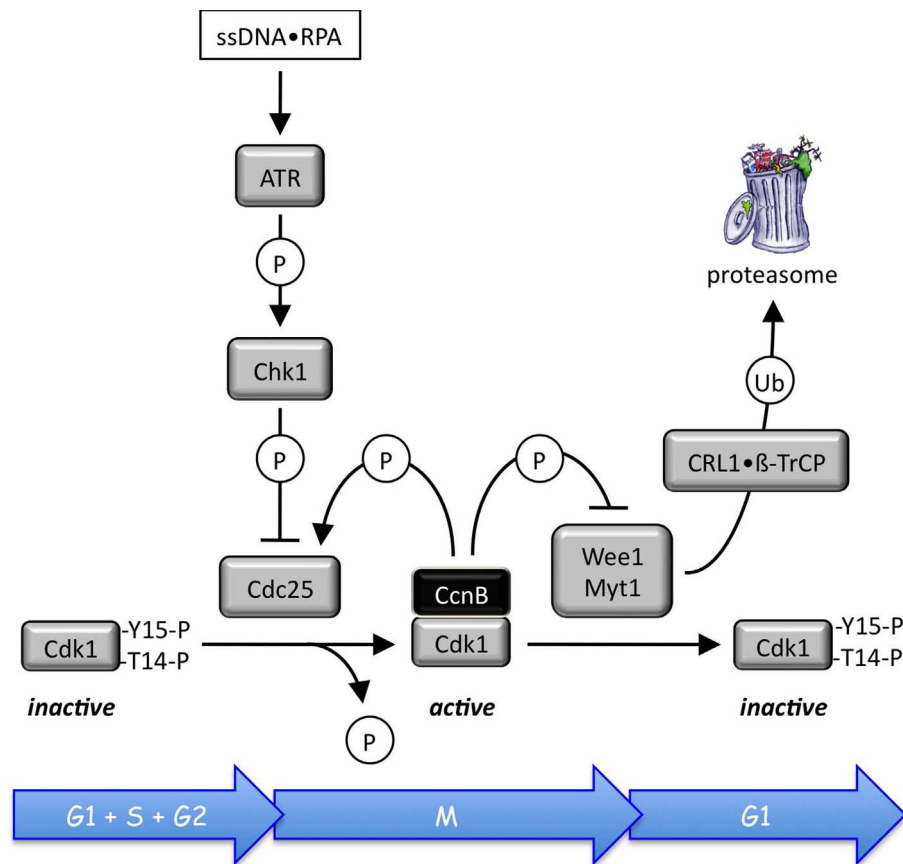 ssDNA•RPA
ATR
P
proteasome
Chk1
Ub
P
P
P
CRL1•ß-TrCP
Wee1
Myt1
Cdc25
CcnB
Cdk1
-Y15-P
-T14-P
Cdk1
Cdk1
-Y15-P
-T14-P
inactive
active
inactive
P
G1 + S + G2
M
G1